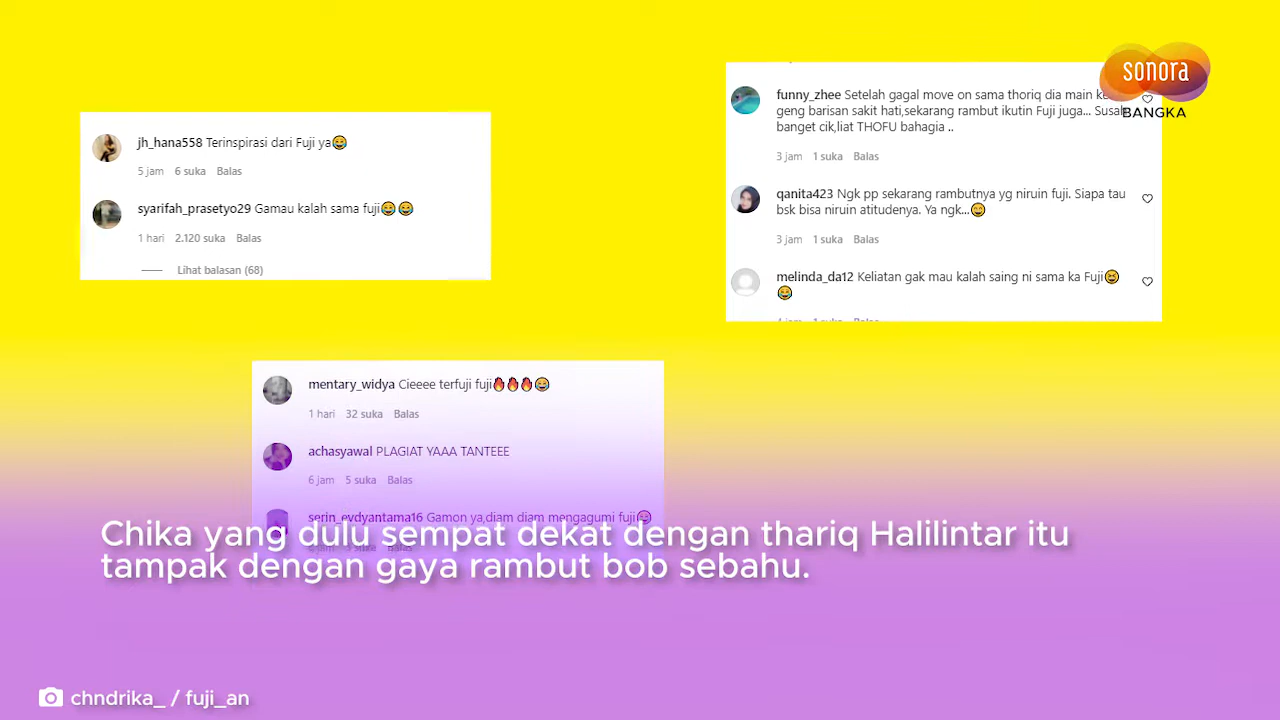 sonora
BANGKA
jh_hana558 Terinspirasi dari Fuji ya😂
5 jam 6 suka Balas
syarifah_prasetyo29 Gamau kalah sama fuji😂😂
1 hari 2.120 suka Balas
Lihat balasan (68)
funny_zhee Setelah gagal move on sama thoriq dia main ke
geng barisan sakit hati,sekarang rambut ikutin Fuji juga... Susah
banget cik,liat THOFU bahagia ..
3 jam 1 suka Balas
qanita423 Ngk pp sekarang rambutnya yg niruin fuji. Siapa tau
bsk bisa niruin atitudenya. Ya ngk...😄
3 jam 1 suka Balas
melinda_da12 Keliatan gak mau kalah saing ni sama ka Fuji😆
😂
mentary_widya Cieeee terfuji fuji🔥🔥🔥😂
1 hari 32 suka Balas
achasyawal PLAGIAT YAAA TANTEEE
6 jam 5 suka Balas
serin_evdyantama16 Gamon ya,diam diam mengagumi fuji
Chika yang dulu sempat dekat dengan thariq Halilintar itu
tampak dengan gaya rambut bob sebahu.
chndrika_ / fuji_an